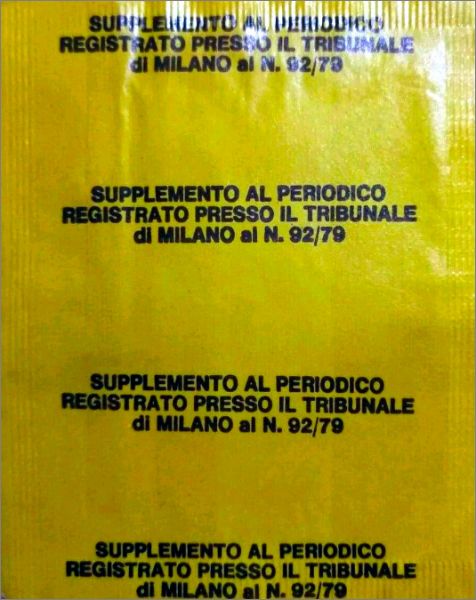 SUPPLEMENTO AL PERIODICO
REGISTRATO PRESSO IL TRIBUNALE
di MILANO al N. 92/79
SUPPLEMENTO AL PERIODICO
REGISTRATO PRESSO IL TRIBUNALE
di MILANO al N. 92/79
SUPPLEMENTO AL PERIODICO
REGISTRATO PRESSO IL TRIBUNALE
di MILANO al N. 92/79
SUPPLEMENTO AL PERIODICO
REGISTRATO PRESSO IL TRIBUNALE
di MILANO al N. 92/79